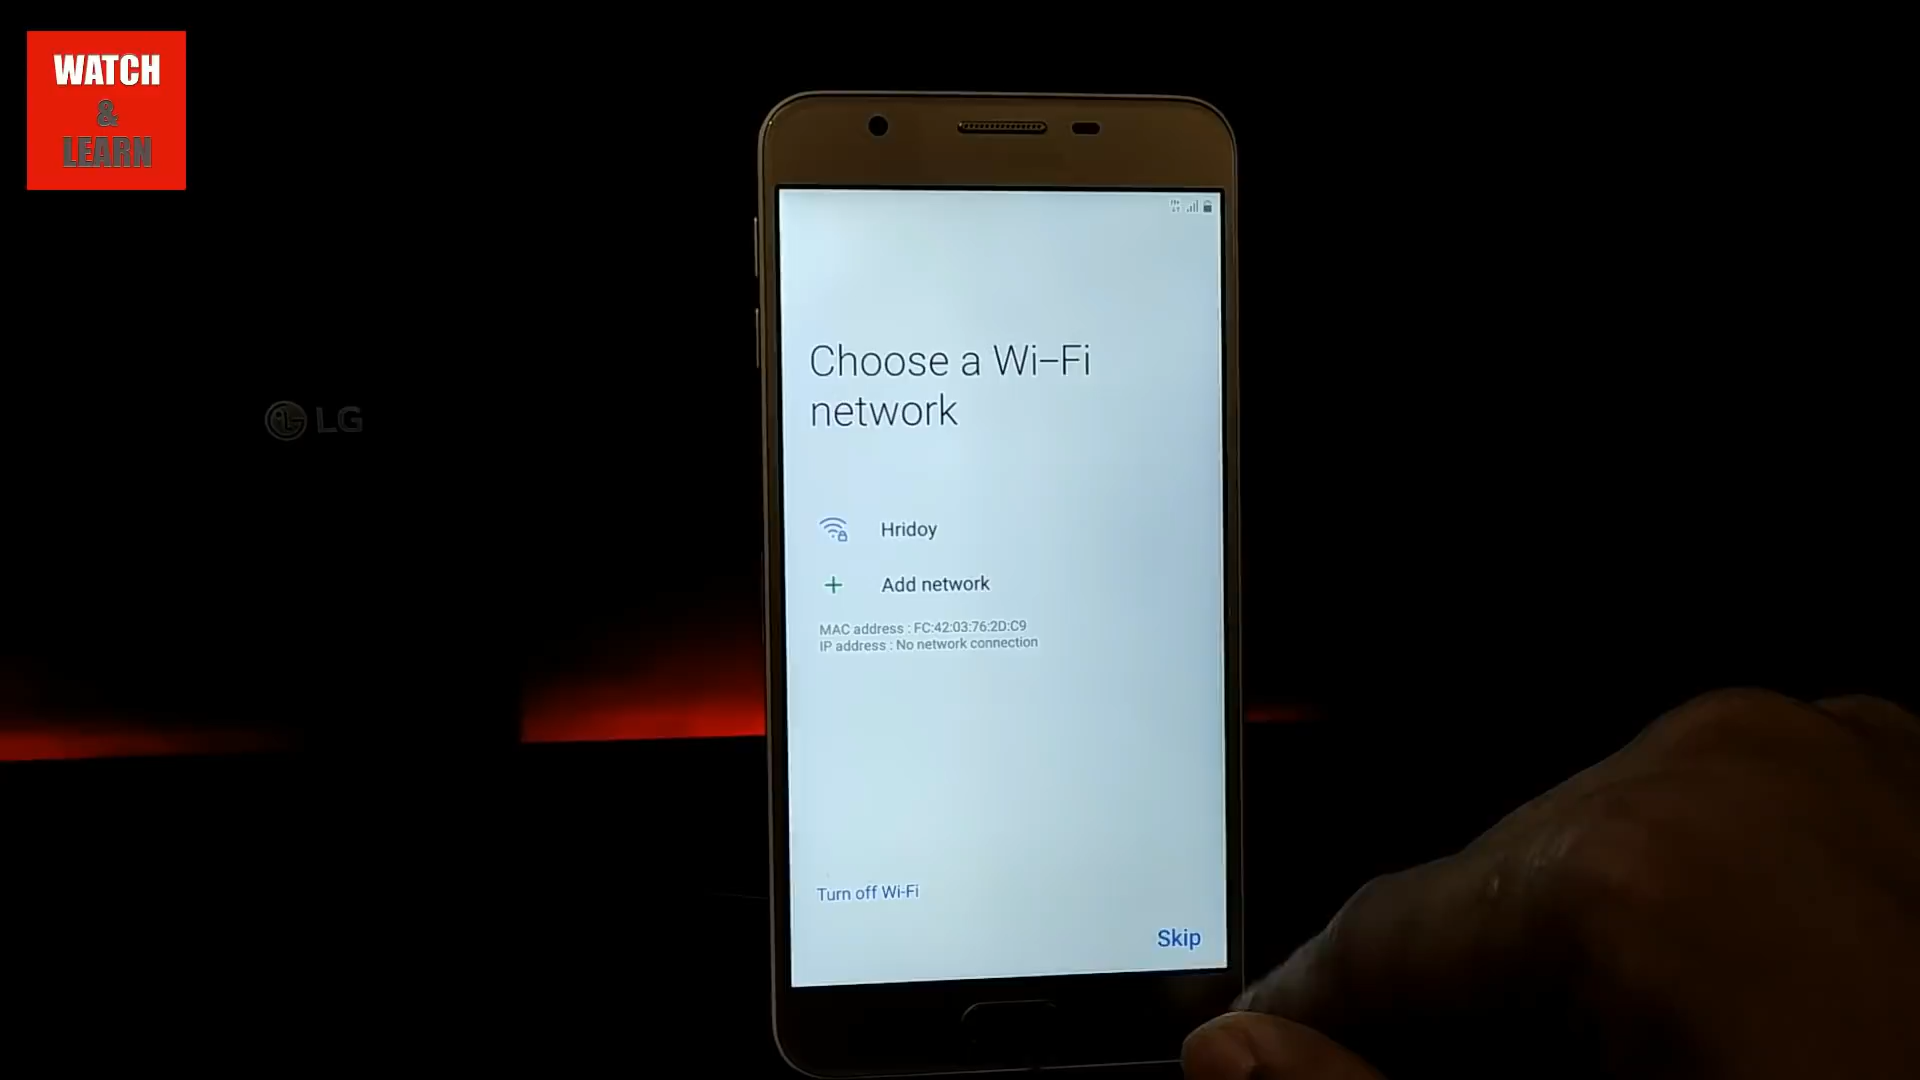 WATCH
&
LEARN
LG
Choose a Wi-Fi
network
Hridoy
+ Add network
MAC address : FC:42:03:76:2D:C9
IP address : No network connection
Turn off Wi-Fi
Skip